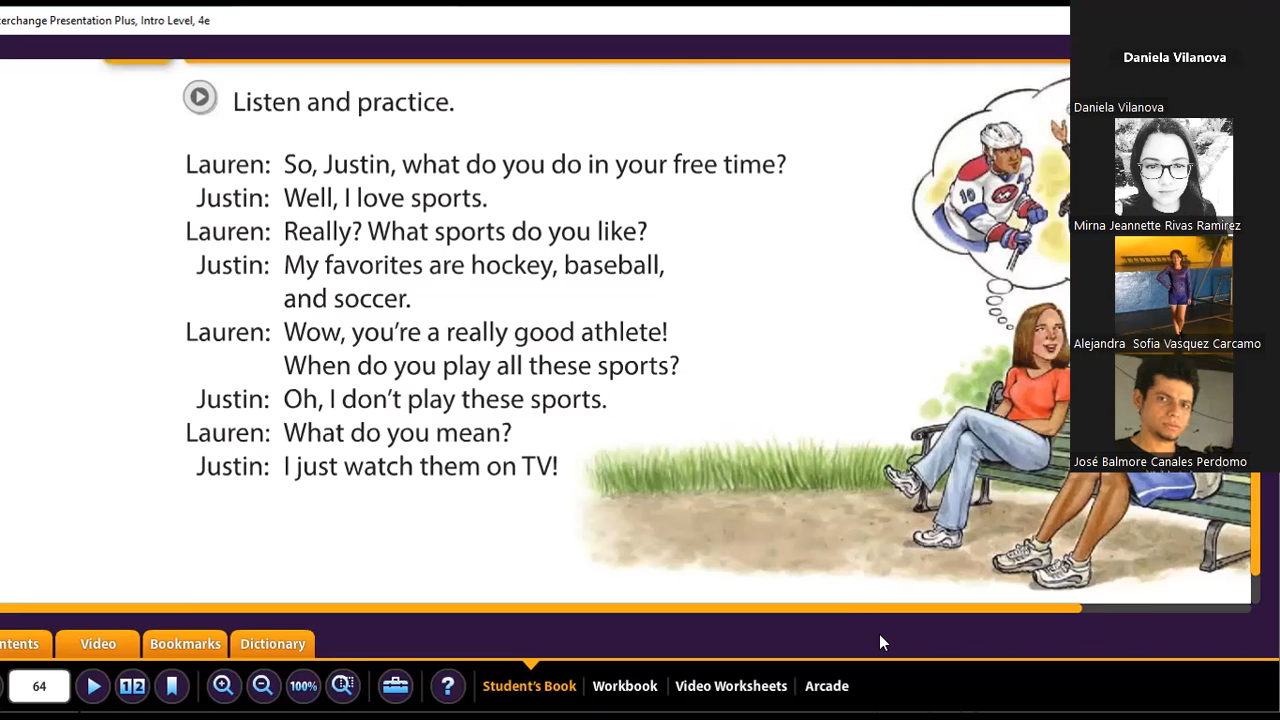 erchange Presentation Plus, Intro Level, 4e
Daniela Vilanova
Daniela Vilanova
Listen and practice.
Lauren: So, Justin, what do you do in your free time?
Justin: Well, I love sports.
Lauren: Really? What sports do you like?
Justin: My favorites are hockey, baseball,
and soccer.
Lauren: Wow, you're a really good athlete!
When do you play all these sports?
Justin: Oh, I don't play these sports.
Lauren: What do you mean?
Justin: I just watch them on TV!
10
Mirna Jeannette Rivas Ramirez
Alejandra Sofia Vasquez Carcamo
José Balmore Canales Perdomo
ntents Video Bookmarks Dictionary
64 12 100% ? Student's Book Workbook Video Worksheets Arcade